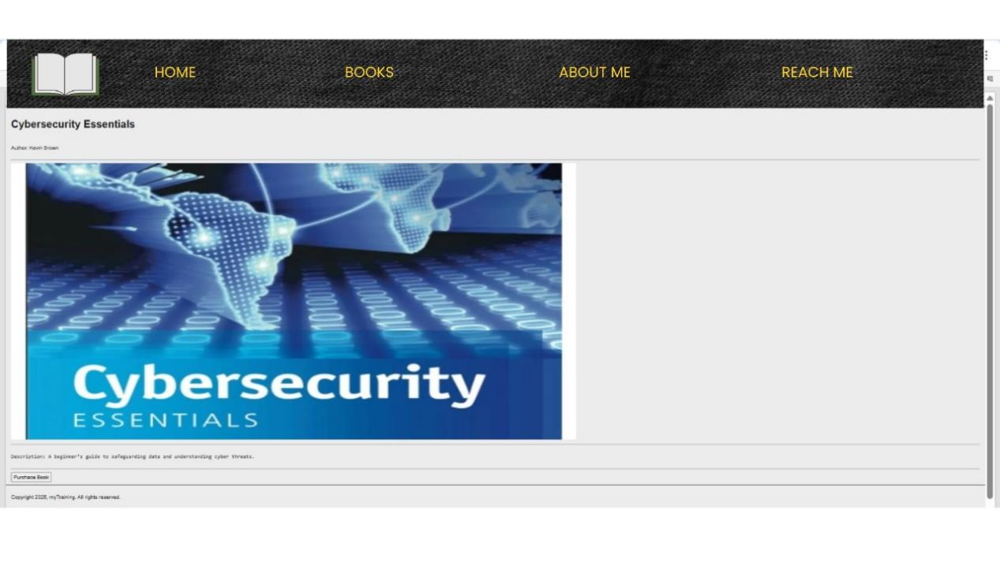 HOME BOOKS ABOUT ME REACH ME
Cybersecurity Essentials
Author: Kevin Brown
Cybersecurity
ESSENTIALS
Description: A beginner's guide to safeguarding data and understanding cyber threats.
Purchase Book
Copyright 2025, myTraining. All rights reserved.